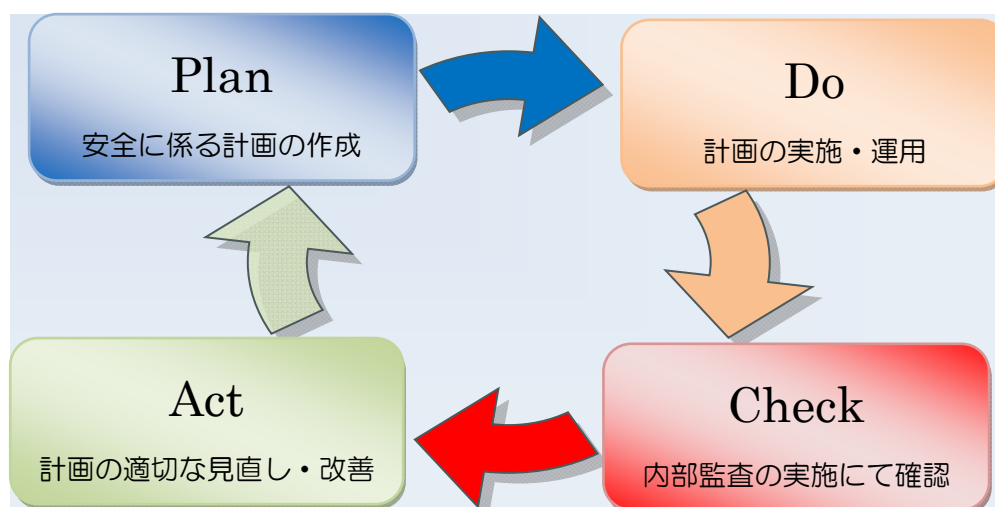 Plan
安全に係る計画の作成
Do
計画の実施・運用
Check
内部監査の実施にて確認
Act
計画の適切な見直し・改善